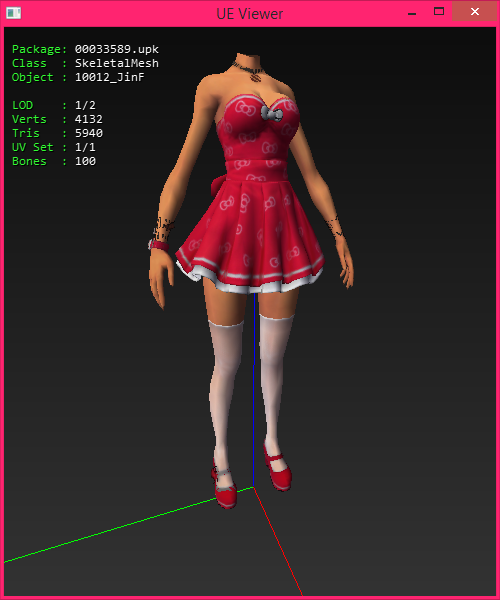 UE Viewer
Package: 00033589.upk
Class : SkeletalMesh
Object : 10012_JinF
LOD : 1/2
Verts : 4132
Tris : 5940
UV Set : 1/1
Bones : 100